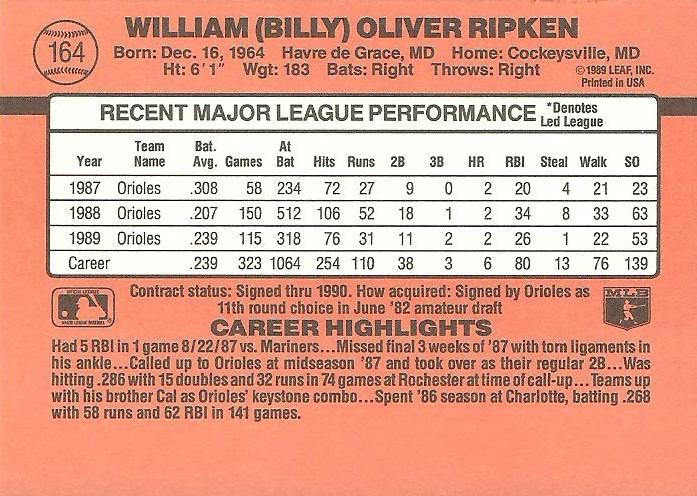 164
WILLIAM (BILLY) OLIVER RIPKEN
Born: Dec. 16, 1964 Havre de Grace, MD Home: Cockeysville, MD
Ht: 6'1" Wgt: 183 Bats: Right Throws: Right
©1989 LEAF, INC.
Printed in USA
RECENT MAJOR LEAGUE PERFORMANCE *Denotes Led League
Year Team Name Bat. Avg. Games At Bat Hits Runs 2B 3B HR RBI Steal Walk SO
1987 Orioles .308 58 234 72 27 9 0 2 20 4 21 23
1988 Orioles .207 150 512 106 52 18 1 2 34 8 33 63
1989 Orioles .239 115 318 76 31 11 2 2 26 1 22 53
Career .239 323 1064 254 110 38 3 6 80 13 76 139
Contract status: Signed thru 1990. How acquired: Signed by Orioles as
11th round choice in June '82 amateur draft
MLB
CAREER HIGHLIGHTS
Had 5 RBI in 1 game 8/22/87 vs. Mariners...Missed final 3 weeks of '87 with torn ligaments in
his ankle...Called up to Orioles at midseason '87 and took over as their regular 2B...Was
hitting .286 with 15 doubles and 32 runs in 74 games at Rochester at time of call-up...Teams up
with his brother Cal as Orioles' keystone combo...Spent '86 season at Charlotte, batting .268
with 58 runs and 62 RBI in 141 games.